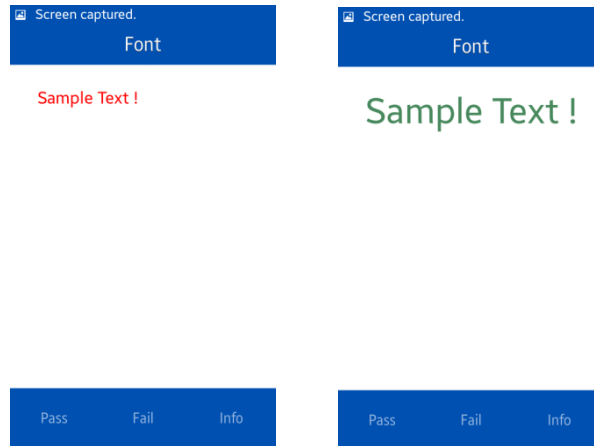 Screen captured.
Font
Sample Text !
Pass Fail Info
Screen captured.
Font
Sample Text !
Pass Fail Info